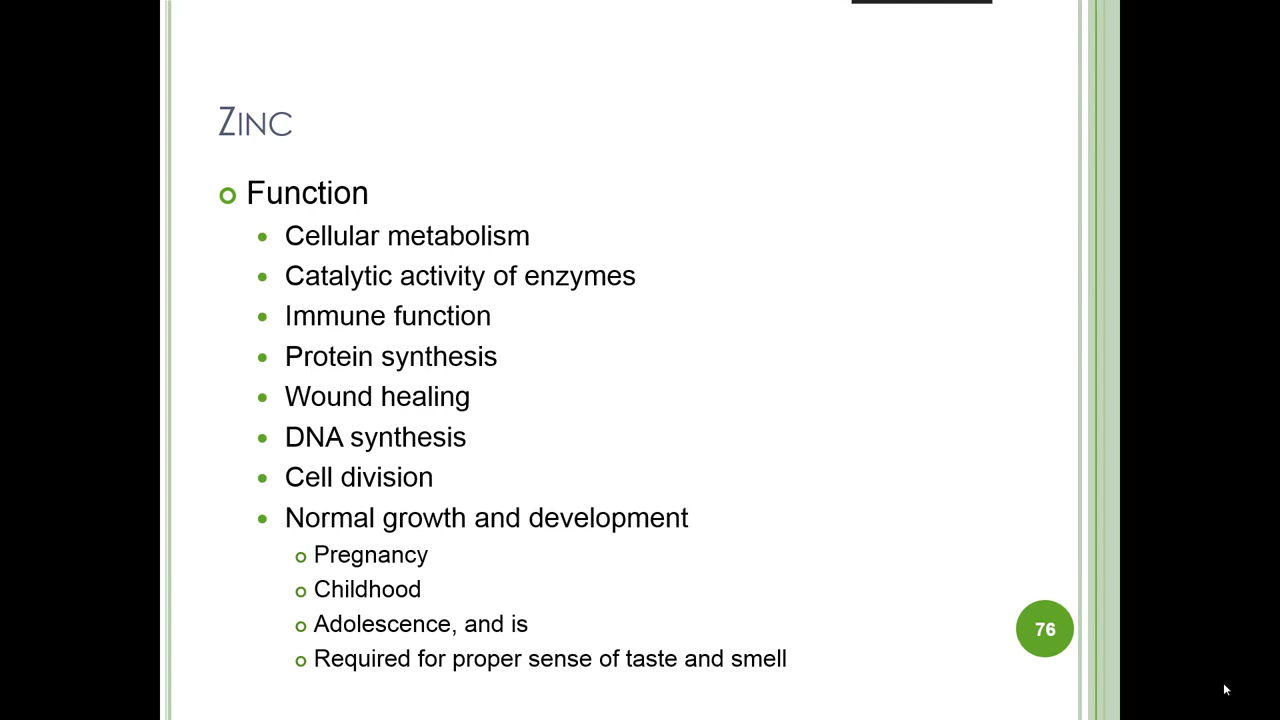 Zinc
Function
Cellular metabolism
Catalytic activity of enzymes
Immune function
Protein synthesis
Wound healing
DNA synthesis
Cell division
Normal growth and development
Pregnancy
Childhood
Adolescence, and is
Required for proper sense of taste and smell
76